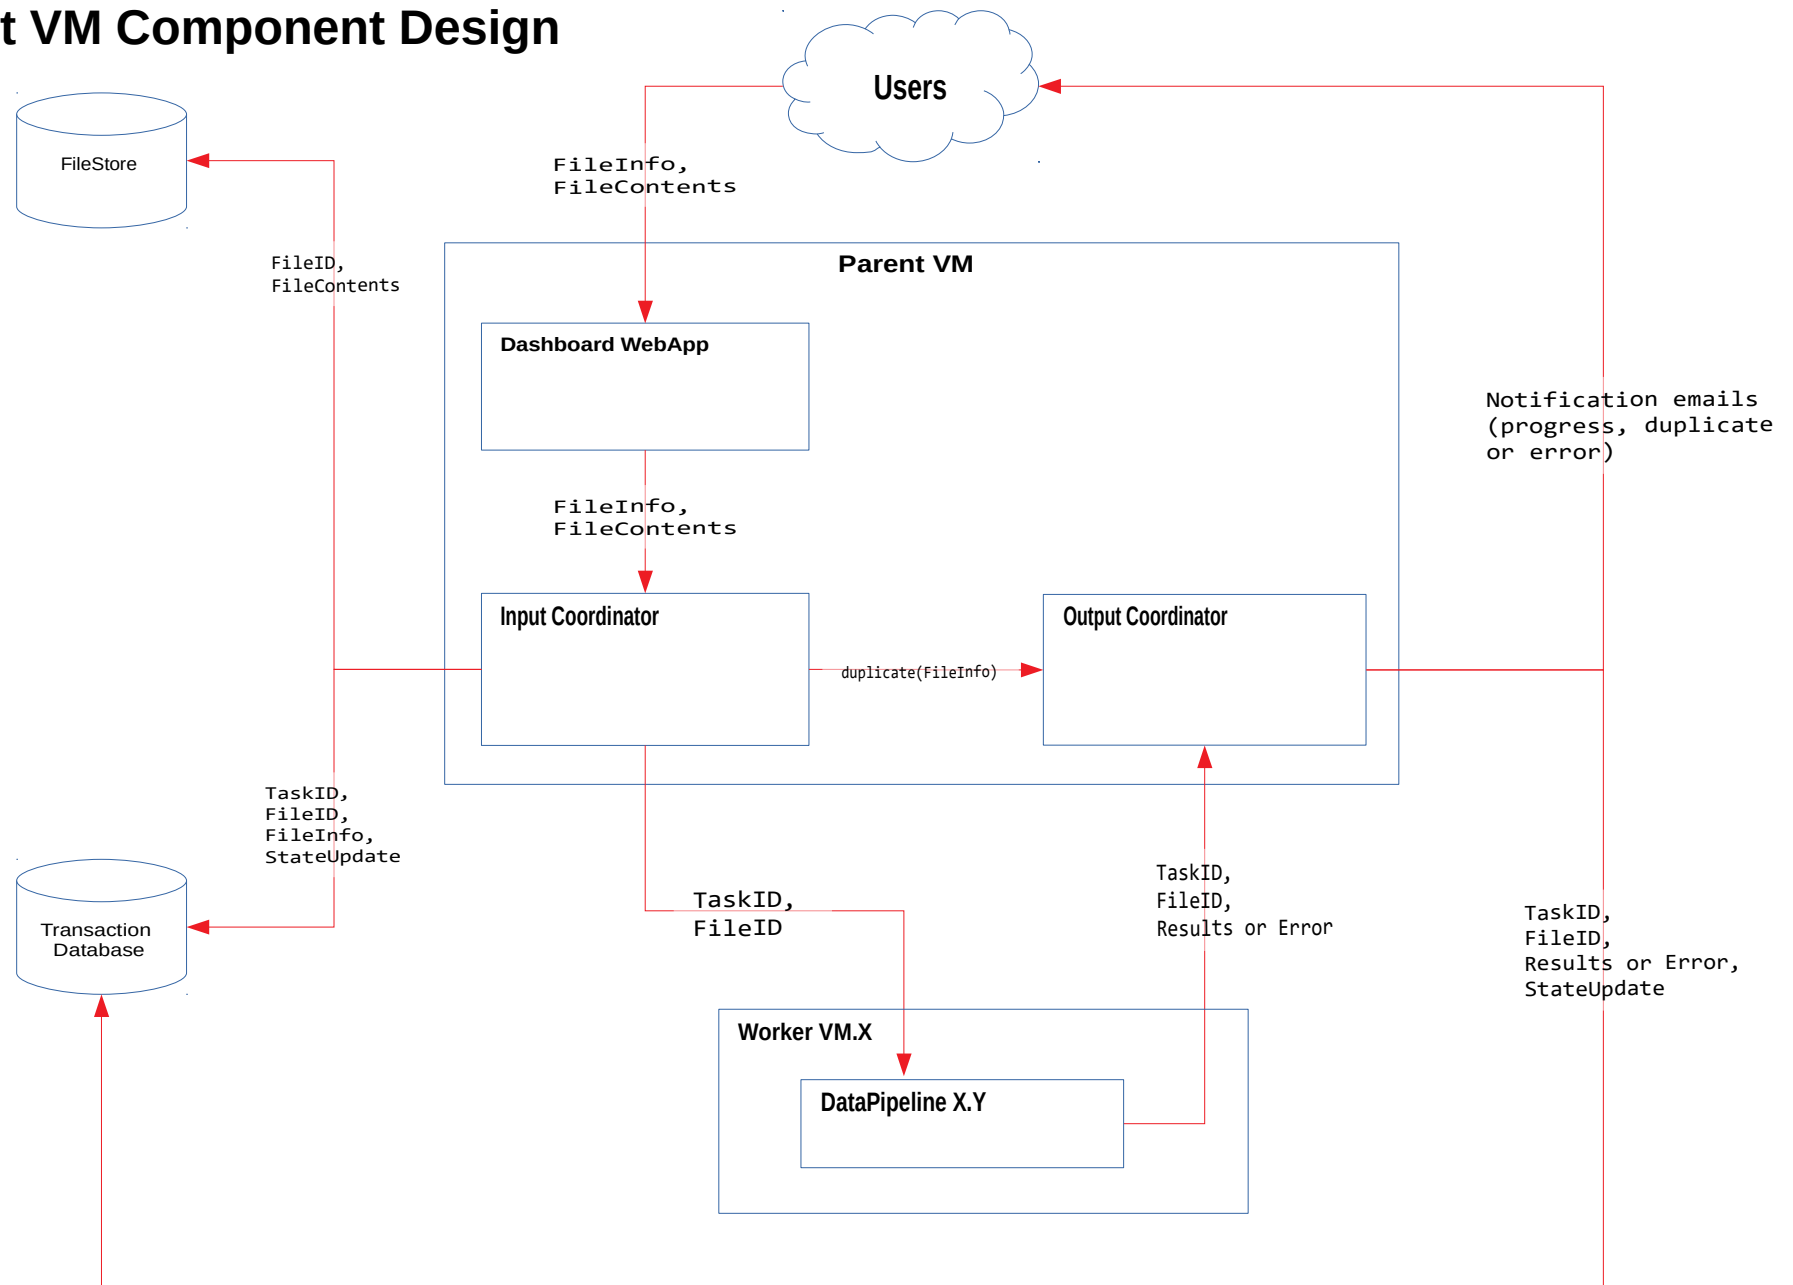 t VM Component Design
Users
FileStore
FileInfo,
FileContents
Parent VM
FileID,
FileContents
Dashboard WebApp
Notification emails
(progress, duplicate
or error)
FileInfo,
FileContents
Input Coordinator
Output Coordinator
duplicate(FileInfo)
TaskID,
FileID,
FileInfo,
StateUpdate
TaskID,
FileID
TaskID,
FileID,
Results or Error
TaskID,
FileID,
Results or Error,
StateUpdate
Transaction
Database
Worker VM.X
DataPipeline X.Y